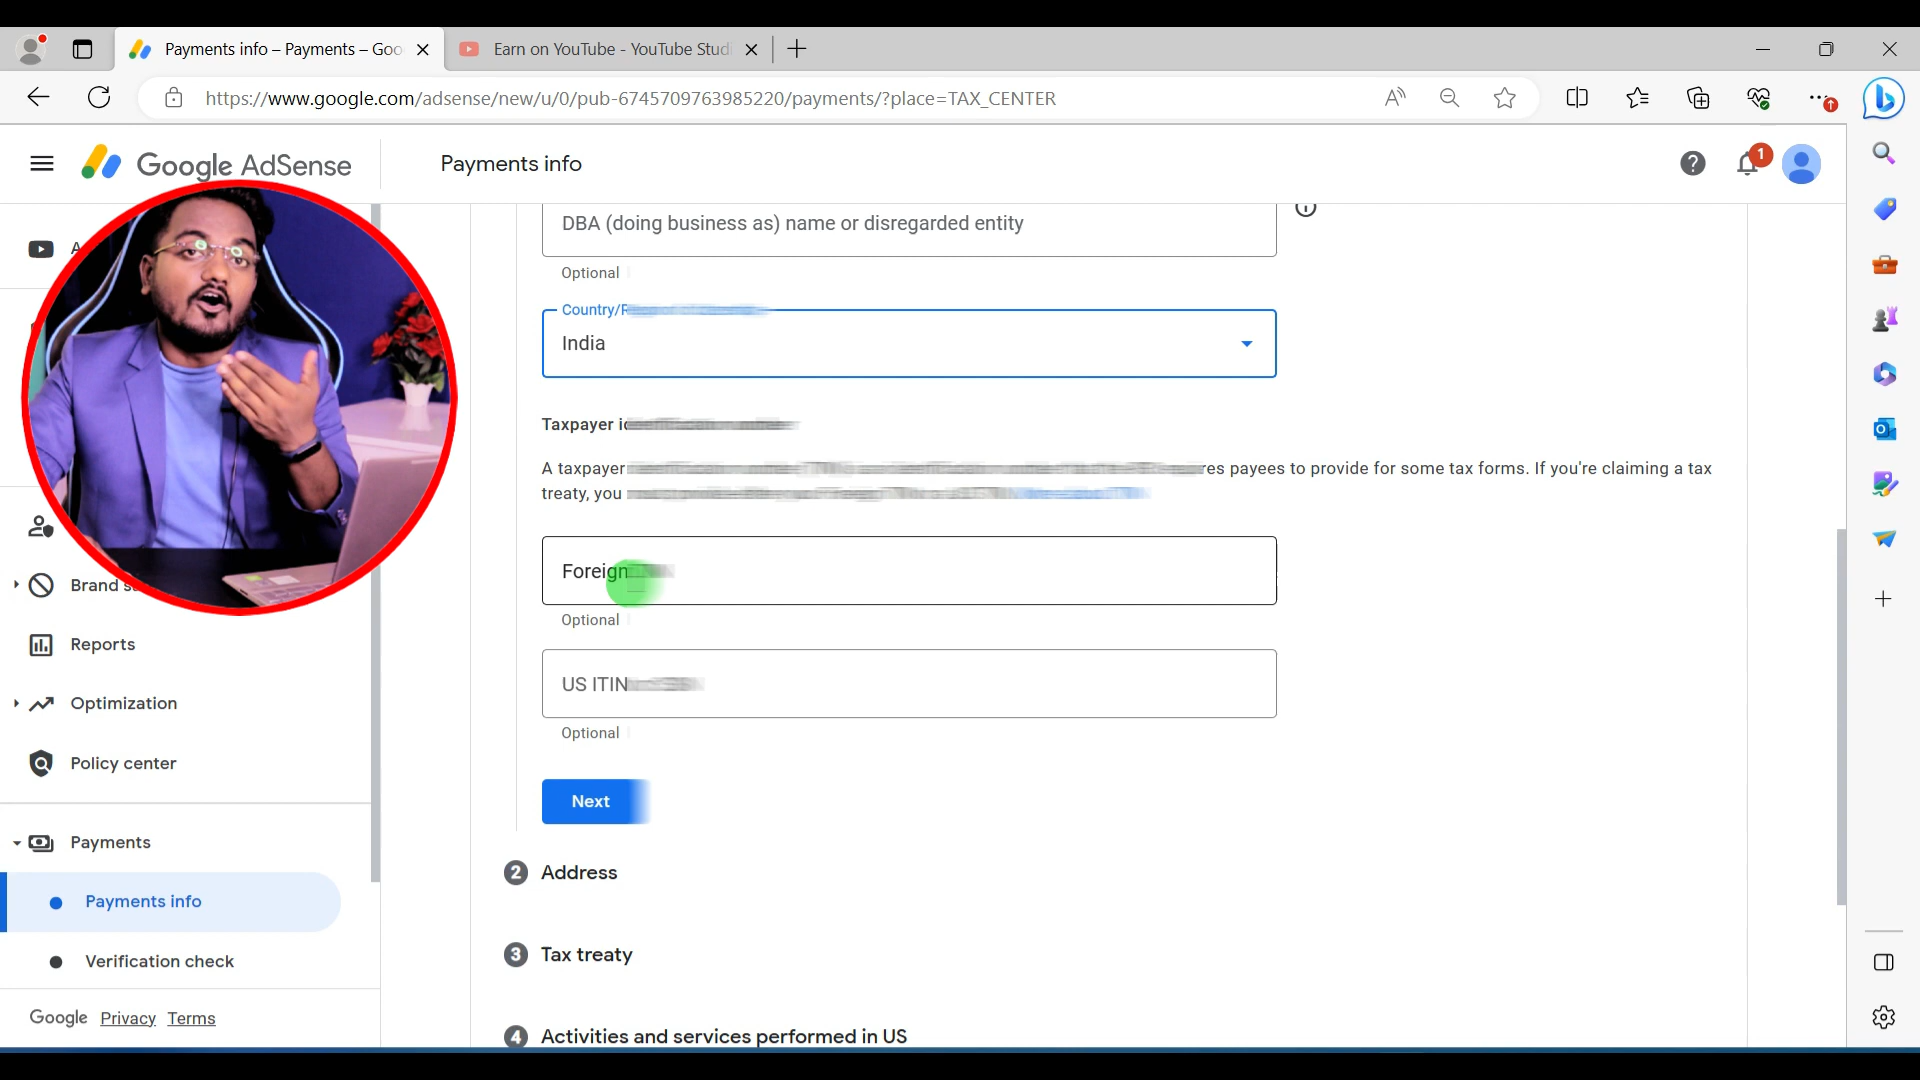 Payments info – Payments – Goo
Earn on YouTube - YouTube Studi
https://www.google.com/adsense/new/u/0/pub-6745709763985220/payments/?place=TAX_CENTER
Google AdSense
Payments info
1
DBA (doing business as) name or disregarded entity
Optional
Country/
India
Taxpayer
A taxpayer
res payees to provide for some tax forms. If you're claiming a tax
treaty, you
Foreign
Optional
US ITIN
Optional
Next
2 Address
3 Tax treaty
4 Activities and services performed in US
A
Brand s
Reports
Optimization
Policy center
Payments
Payments info
Verification check
Google Privacy Terms